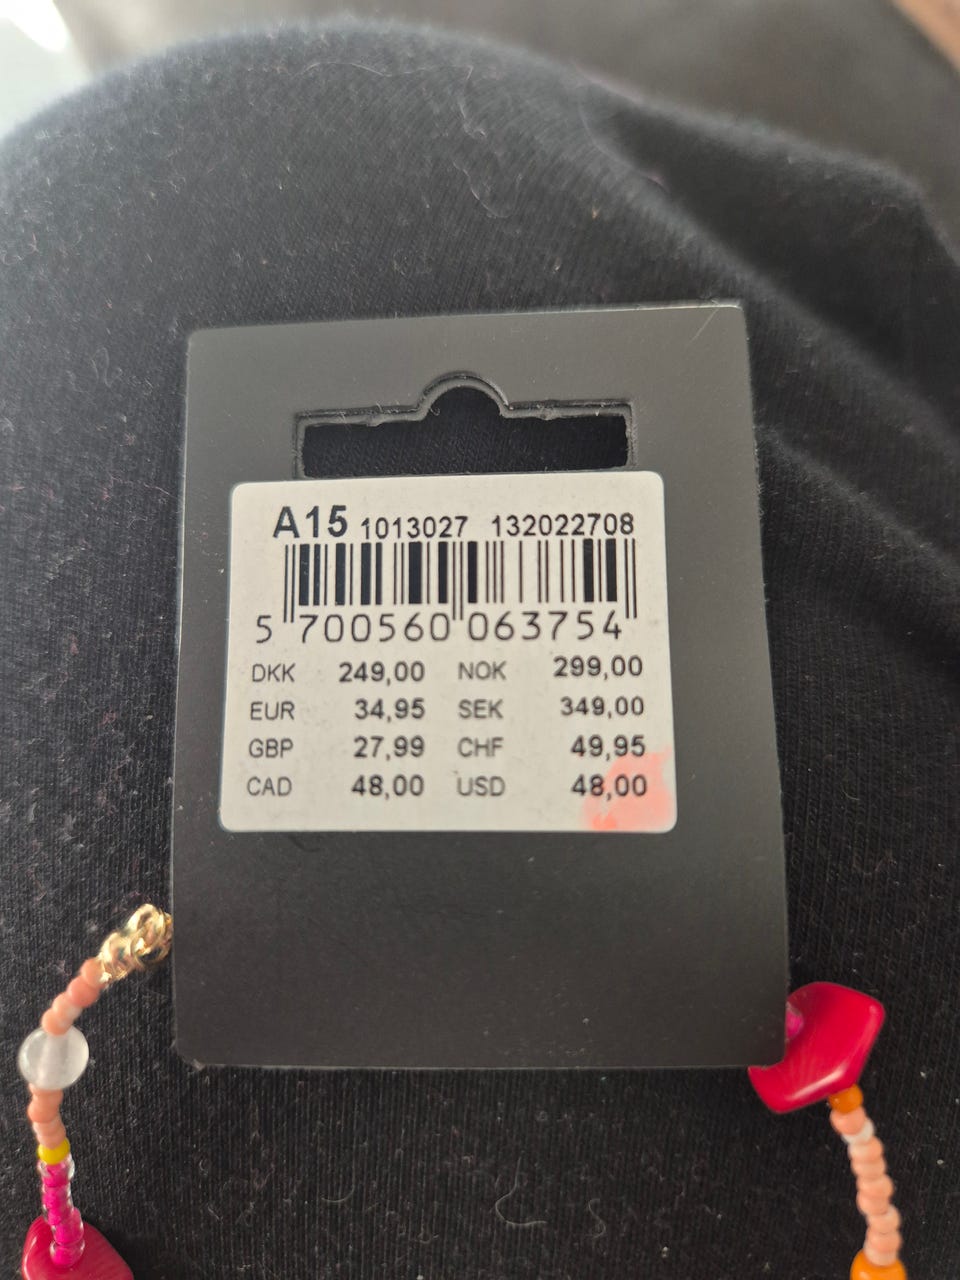 A15 1013027 132022708
5 700560 063754
DKK 249,00 NOK 299,00
EUR 34,95 SEK 349,00
GBP 27,99 CHF 49,95
CAD 48,00 USD 48,00